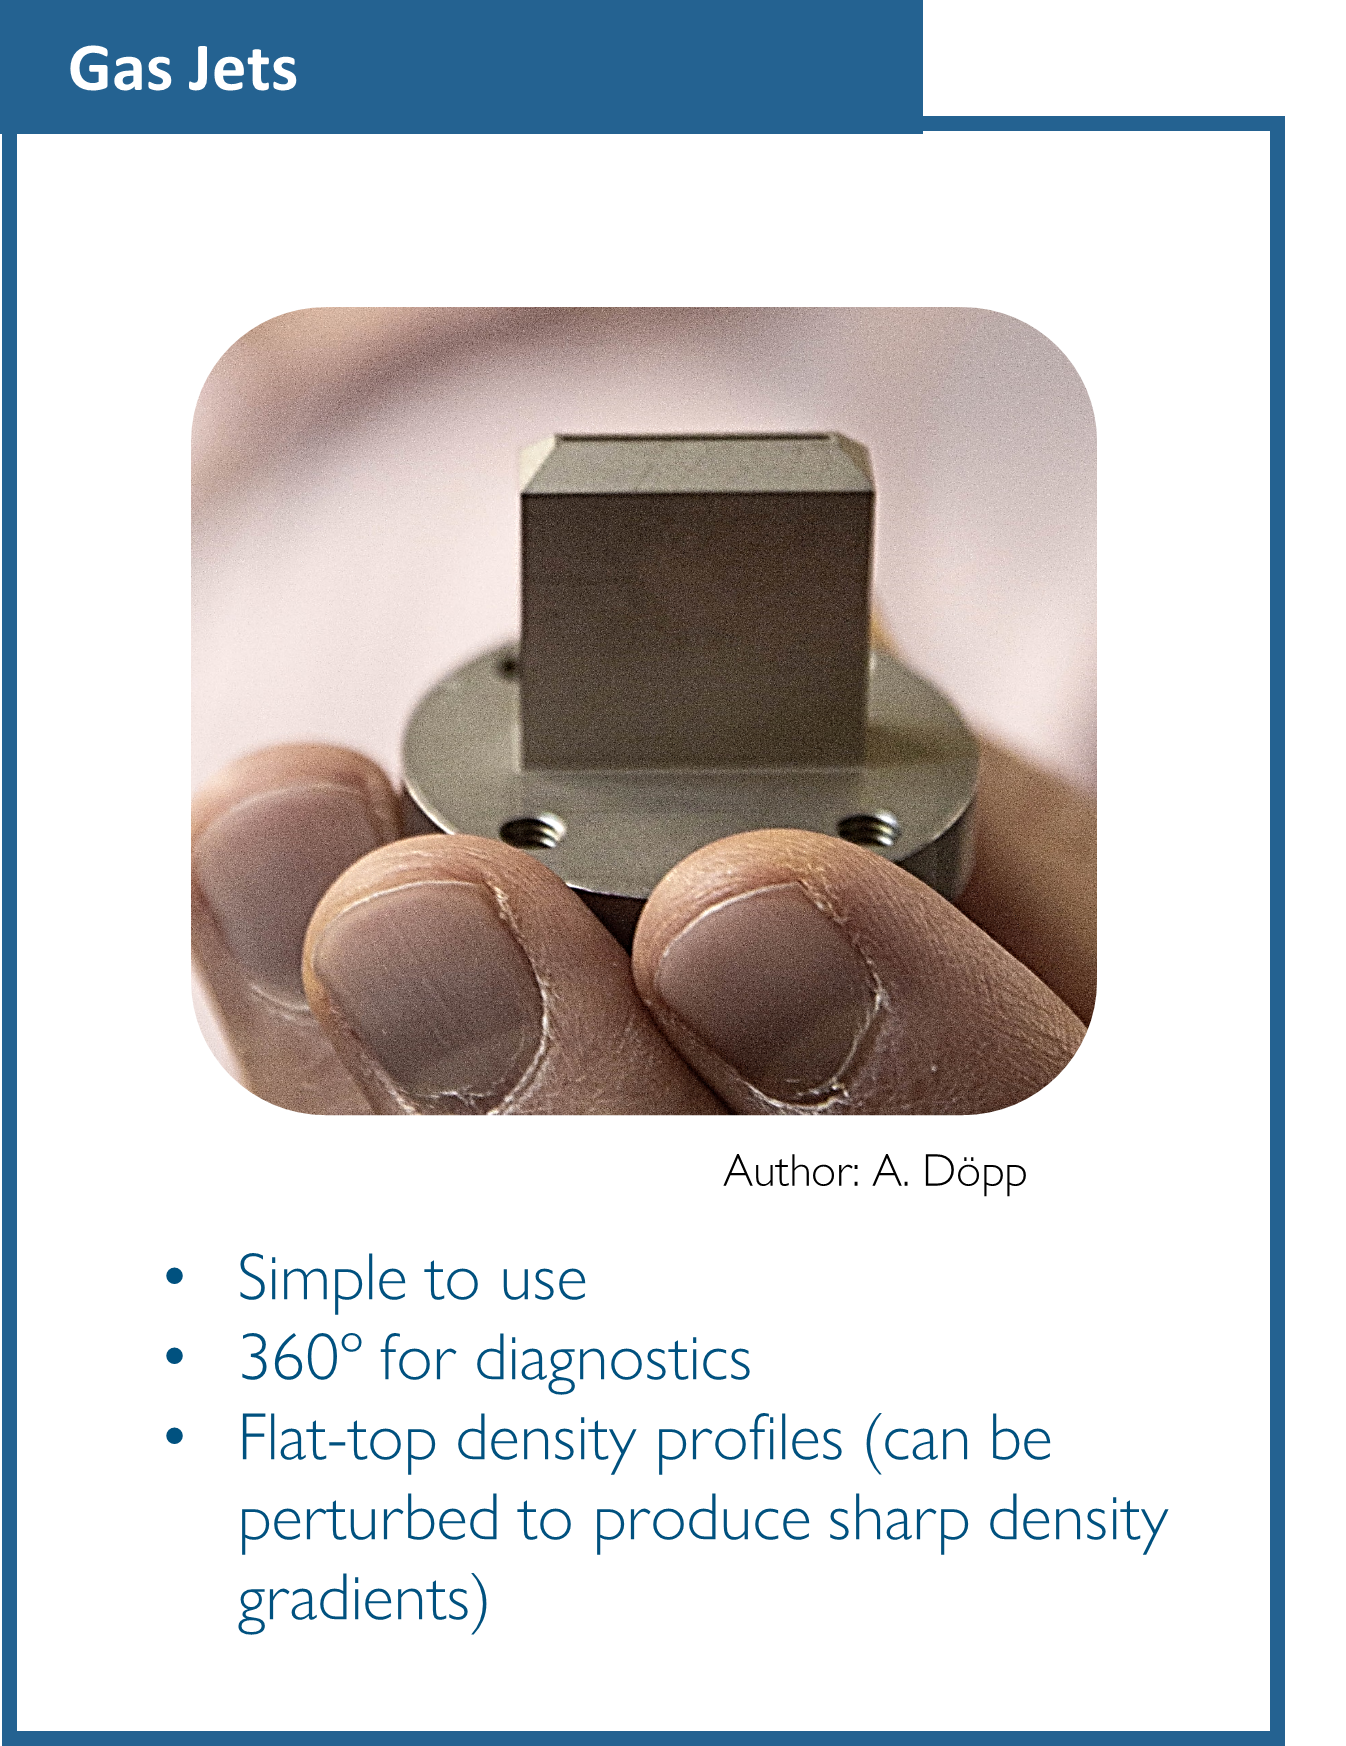 Gas Jets
Author: A. Döpp
• Simple to use
• 360º for diagnostics
• Flat-top density profiles (can be
perturbed to produce sharp density
gradients)